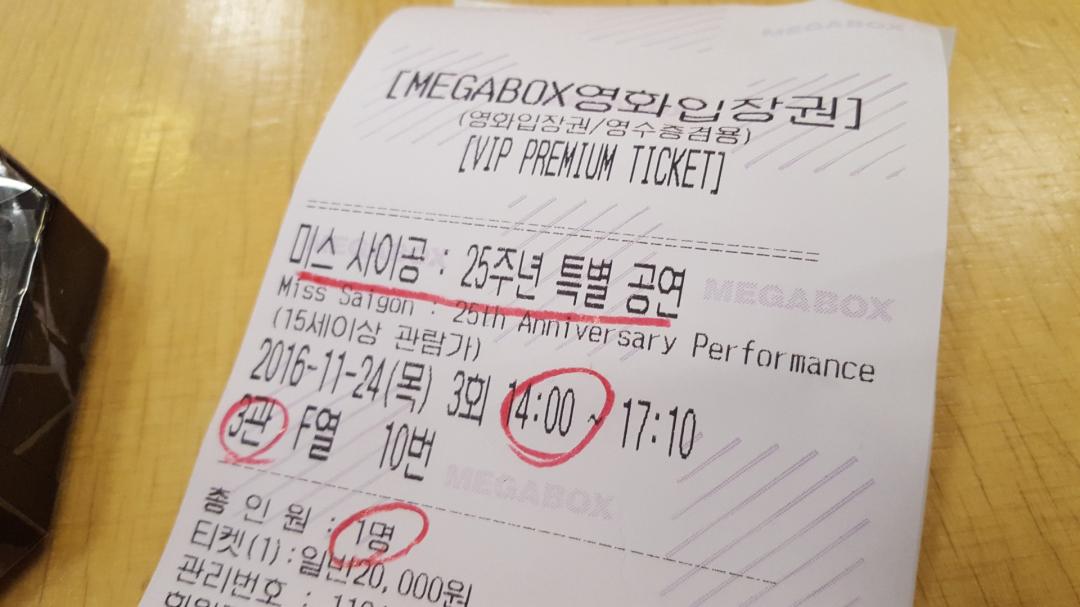 MEGABOX
[MEGABOX영화입장권]
(영화입장권/영수증겸용)
[VIP PREMIUM TICKET]
미스 사이공 : 25주년 특별 공연
MEGABOX
Miss Saigon : 25th Anniversary Performance
(15세이상 관람가)
2016-11-24(목) 3회 14:00 ~ 17:10
3관 F열 10번
MEGABOX
총 인 원 : 1명
티켓(1) : 일반20,000원
관리번호 :